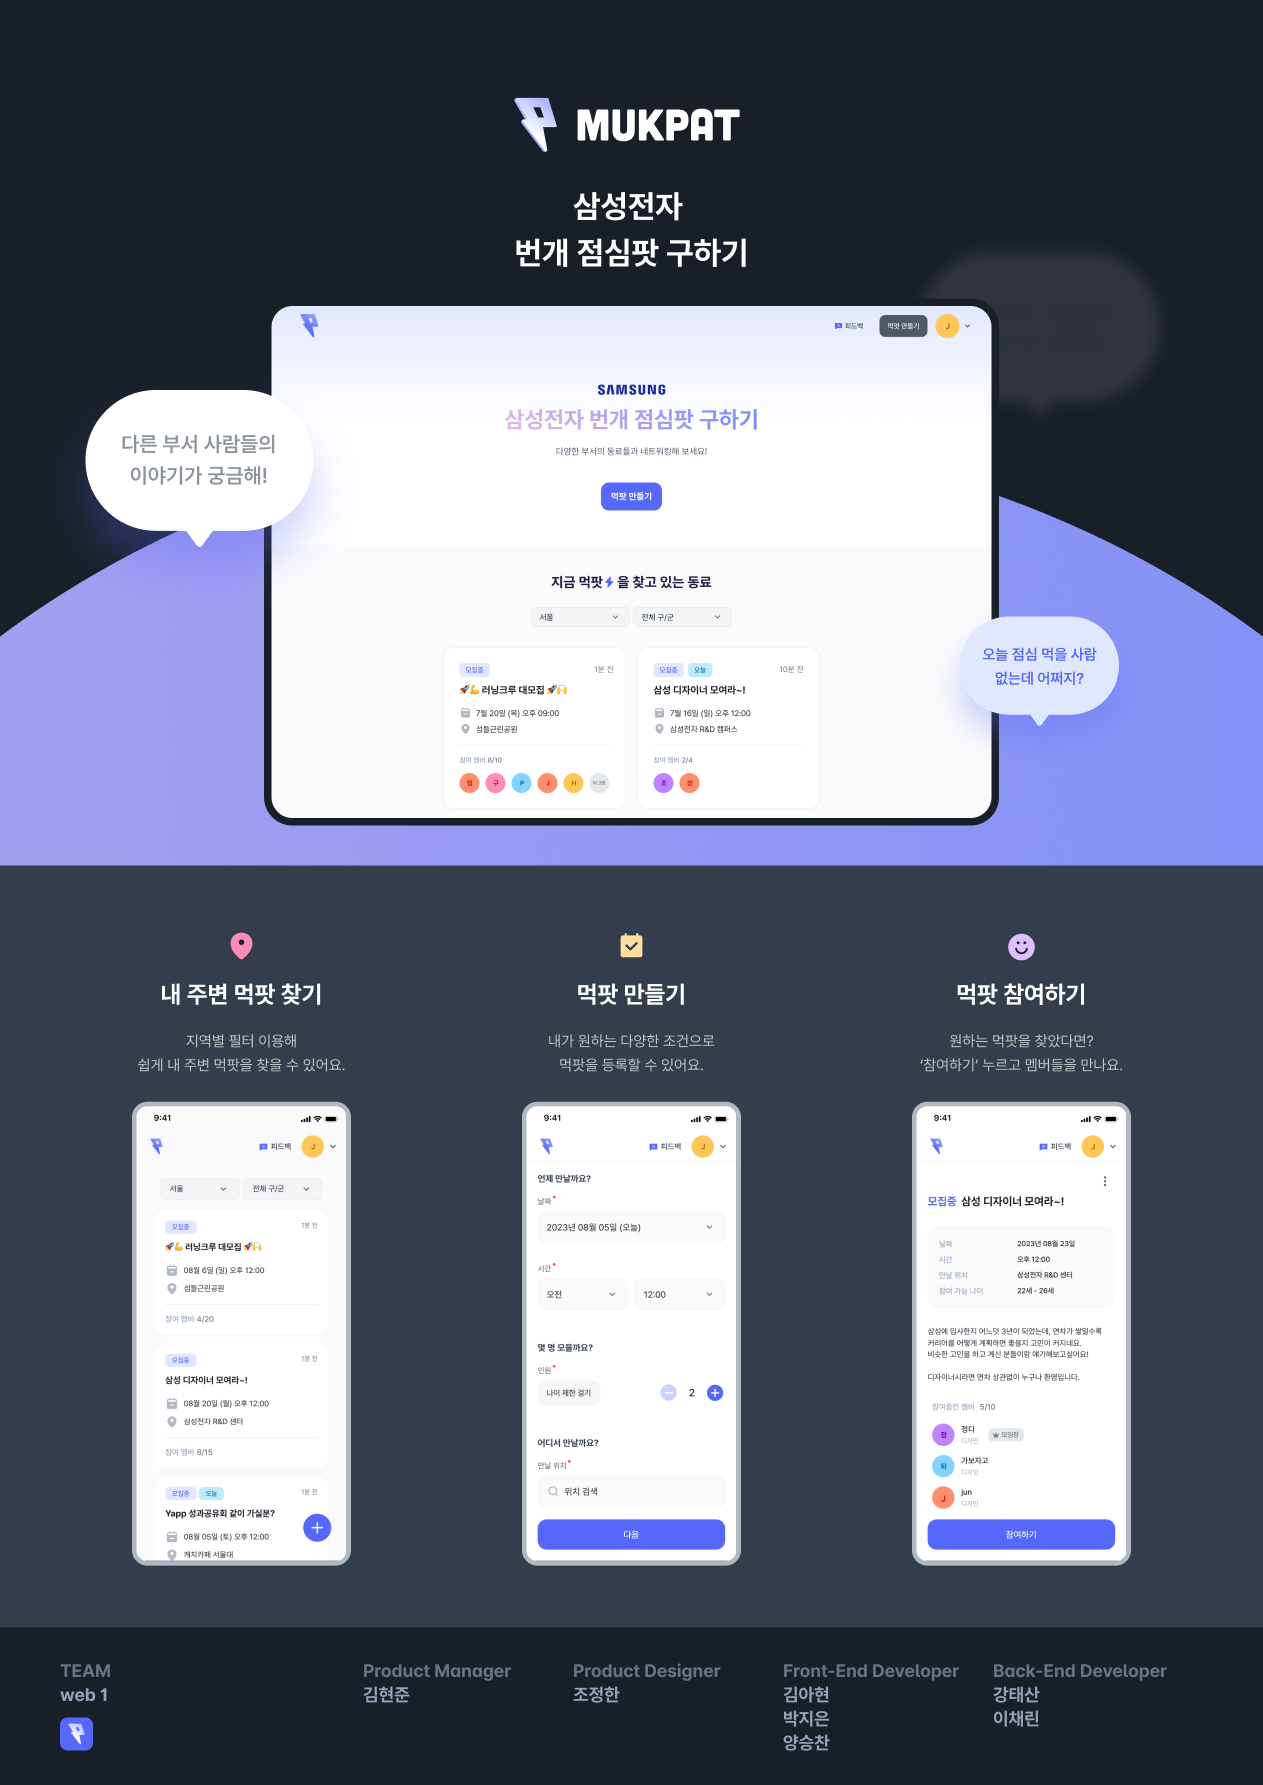 MUKPAT
삼성전자
번개 점심팟 구하기
피드백
먹팟 만들기
J
SAMSUNG
삼성전자 번개 점심팟 구하기
다양한 부서의 동료들과 네트워킹해 보세요!
먹팟 만들기
다른 부서 사람들의
이야기가 궁금해!
지금 먹팟⚡을 찾고 있는 동료
서울
전체 구/군
모집중
1분 전
🚀💪 러닝크루 대모집 🚀🙌
7월 20일 (목) 오후 09:00
섬들근린공원
참여 멤버 8/10
구
P
J
H
모집중
오늘
10분 전
삼성 디자이너 모여라~!
7월 16일 (일) 오후 12:00
삼성전자 R&D 캠퍼스
참여 멤버 2/4
정
오늘 점심 먹을 사람
없는데 어쩌지?
내 주변 먹팟 찾기
지역별 필터 이용해
쉽게 내 주변 먹팟을 찾을 수 있어요.
9:41
피드백
J
서울
전체 구/군
모집중
1분 전
🚀💪 러닝크루 대모집 🚀🙌
08월 6일 (일) 오후 12:00
섬들근린공원
참여 멤버 4/20
모집중
1분 전
삼성 디자이너 모여라~!
08월 20일 (월) 오후 12:00
삼성전자 R&D 센터
참여 멤버 8/15
모집중
오늘
1분 전
Yapp 성과공유회 같이 가실분?
08월 05일 (토) 오후 12:00
캐치카페 서울대
먹팟 만들기
내가 원하는 다양한 조건으로
먹팟을 등록할 수 있어요.
9:41
피드백
J
언제 만날까요?
날짜*
2023년 08월 05일 (오늘)
시간*
오전
12:00
몇 명 모을까요?
인원*
나이 제한 걸기
2
어디서 만날까요?
만날 위치*
위치 검색
다음
먹팟 참여하기
원하는 먹팟을 찾았다면?
‘참여하기’ 누르고 멤버들을 만나요.
9:41
피드백
J
모집중 삼성 디자이너 모여라~!
날짜 2023년 08월 23일
시간 오후 12:00
만날 위치 삼성전자 R&D 센터
참여 가능 나이 22세 - 26세
삼성에 입사한지 어느덧 3년이 되었는데, 연차가 쌓일수록
커리어를 어떻게 계획하면 좋을지 고민이 커지네요.
비슷한 고민을 하고 계신 분들이랑 얘기해보고싶어요!
디자이너시라면 연차 상관없이 누구나 환영입니다.
참여중인 멤버 5/10
정
정디
디자인
모임장
퇴
가보자고
디자인
J
jun
디자인
참여하기
TEAM
web 1
Product Manager
김현준
Product Designer
조정한
Front-End Developer
김아현
박지은
양승찬
Back-End Developer
강태산
이채린